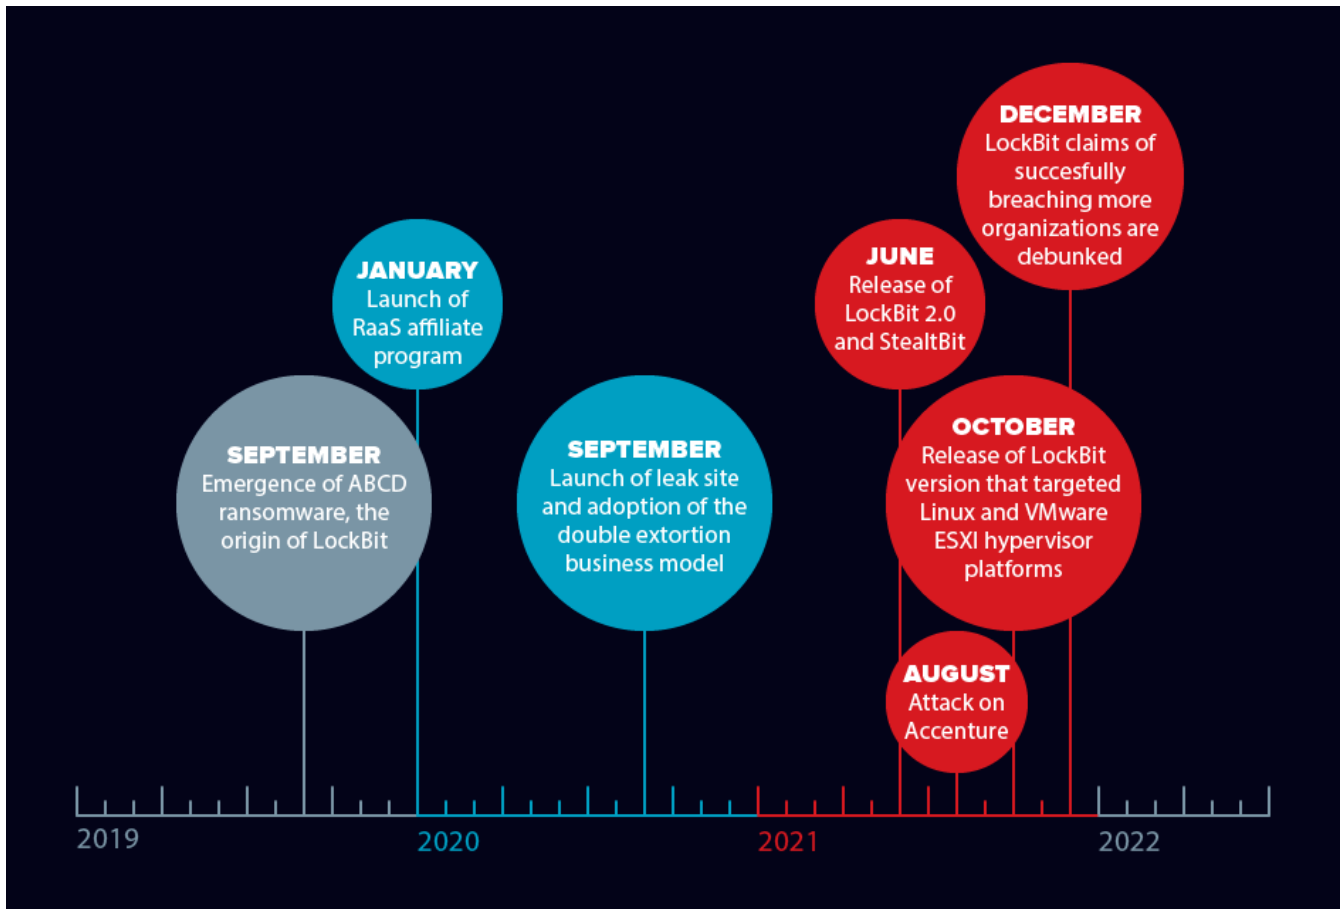 DECEMBER
LockBit claims of
succesfully
breaching more
organizations are
debunked
JANUARY
Launch of
RaaS affiliate
program
JUNE
Release of
LockBit 2.0
and StealtBit
SEPTEMBER
Emergence of ABCD
ransomware, the
origin of LockBit
SEPTEMBER
Launch of leak site
and adoption of the
double extortion
business model
OCTOBER
Release of LockBit
version that targeted
Linux and VMware
ESXI hypervisor
platforms
AUGUST
Attack on
Accenture
2019
2020
2021
2022